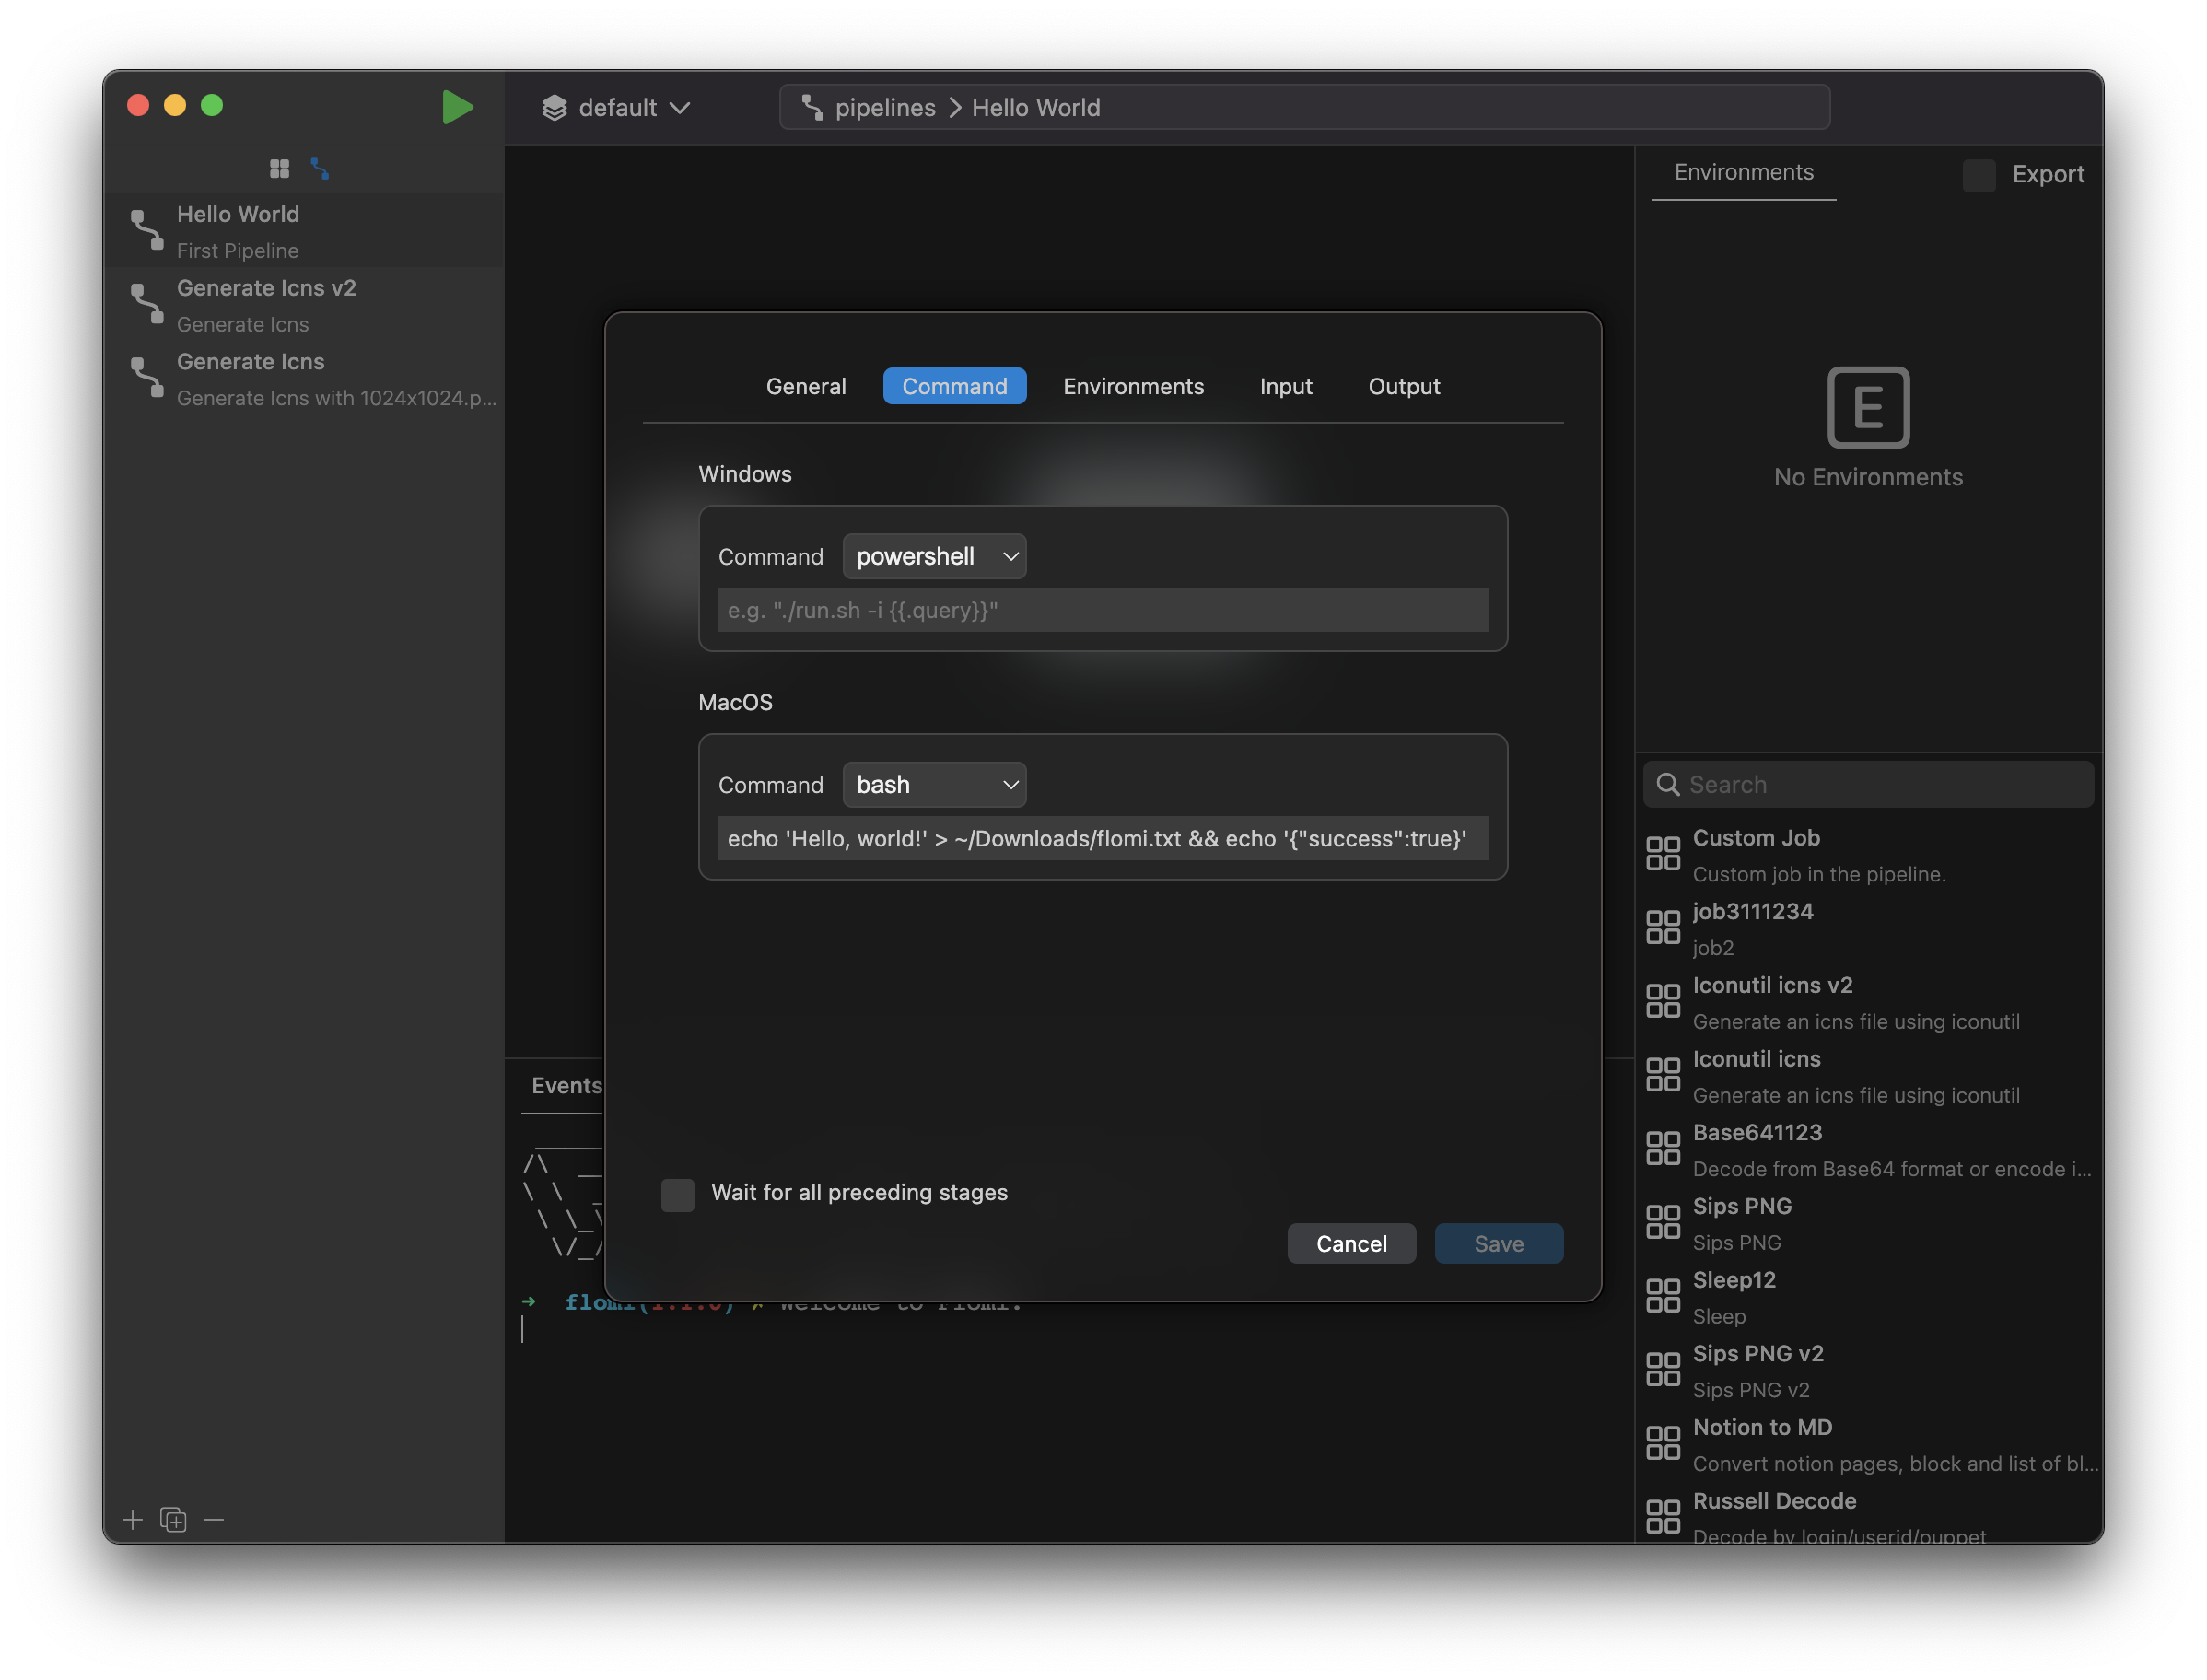 default
pipelines > Hello World
Hello World
First Pipeline
Generate Icns v2
Generate Icns
Generate Icns
Generate Icns with 1024x1024.p...
General
Command
Environments
Input
Output
Windows
Command
powershell
e.g. "./run.sh -i {{.query}}"
MacOS
Command
bash
echo 'Hello, world!' > ~/Downloads/flomi.txt && echo '{"success":true}'
Wait for all preceding stages
Cancel
Save
Events
flomi(1.1.0) ✗ Welcome to Flomi.
Environments
Export
E
No Environments
Search
Custom Job
Custom job in the pipeline.
job3111234
job2
Iconutil icns v2
Generate an icns file using iconutil
Iconutil icns
Generate an icns file using iconutil
Base641123
Decode from Base64 format or encode i...
Sips PNG
Sips PNG
Sleep12
Sleep
Sips PNG v2
Sips PNG v2
Notion to MD
Convert notion pages, block and list of bl...
Russell Decode
Decode by login/userid/puppet